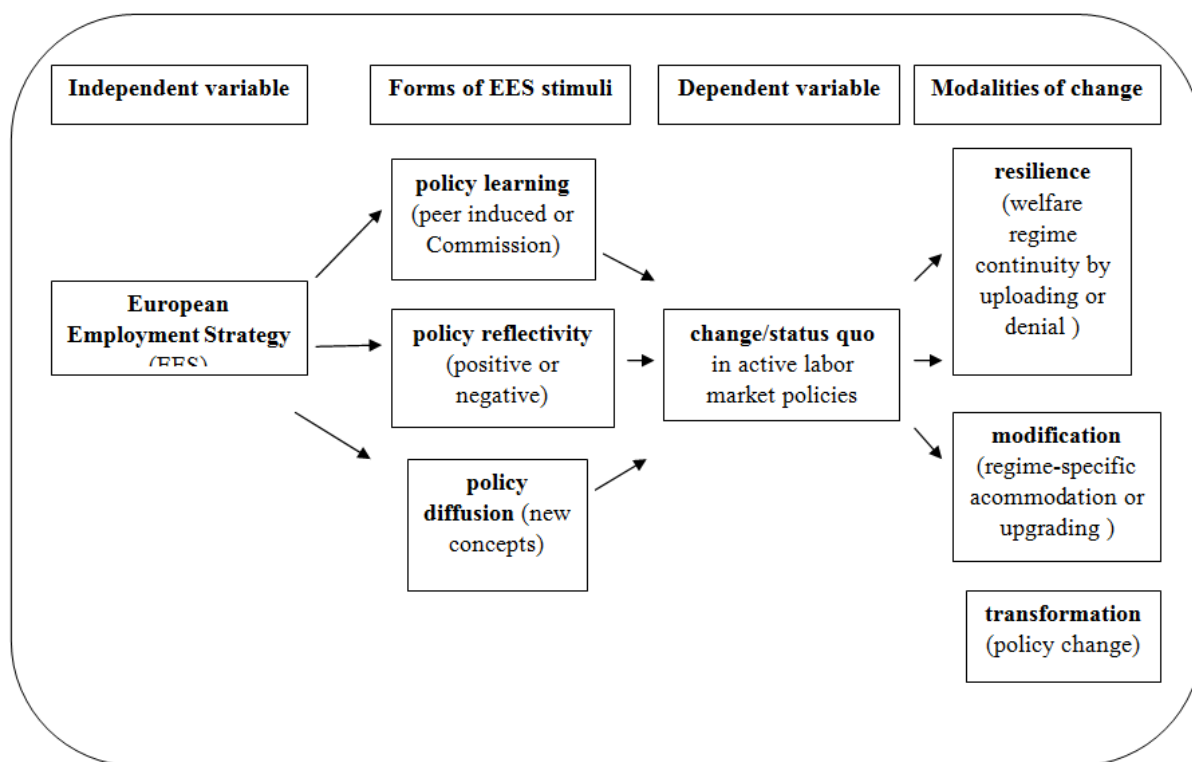 Independent variable
Forms of EES stimuli
Dependent variable
Modalities of change
policy learning
(peer induced or
Commission)
resilience
(welfare
regime
continuity by
uploading or
denial )
European
Employment Strategy
(EES)
policy reflectivity
(positive or
negative)
change/status quo
in active labor
market policies
policy
diffusion (new
concepts)
modification
(regime-specific
acommodation or
upgrading )
transformation
(policy change)